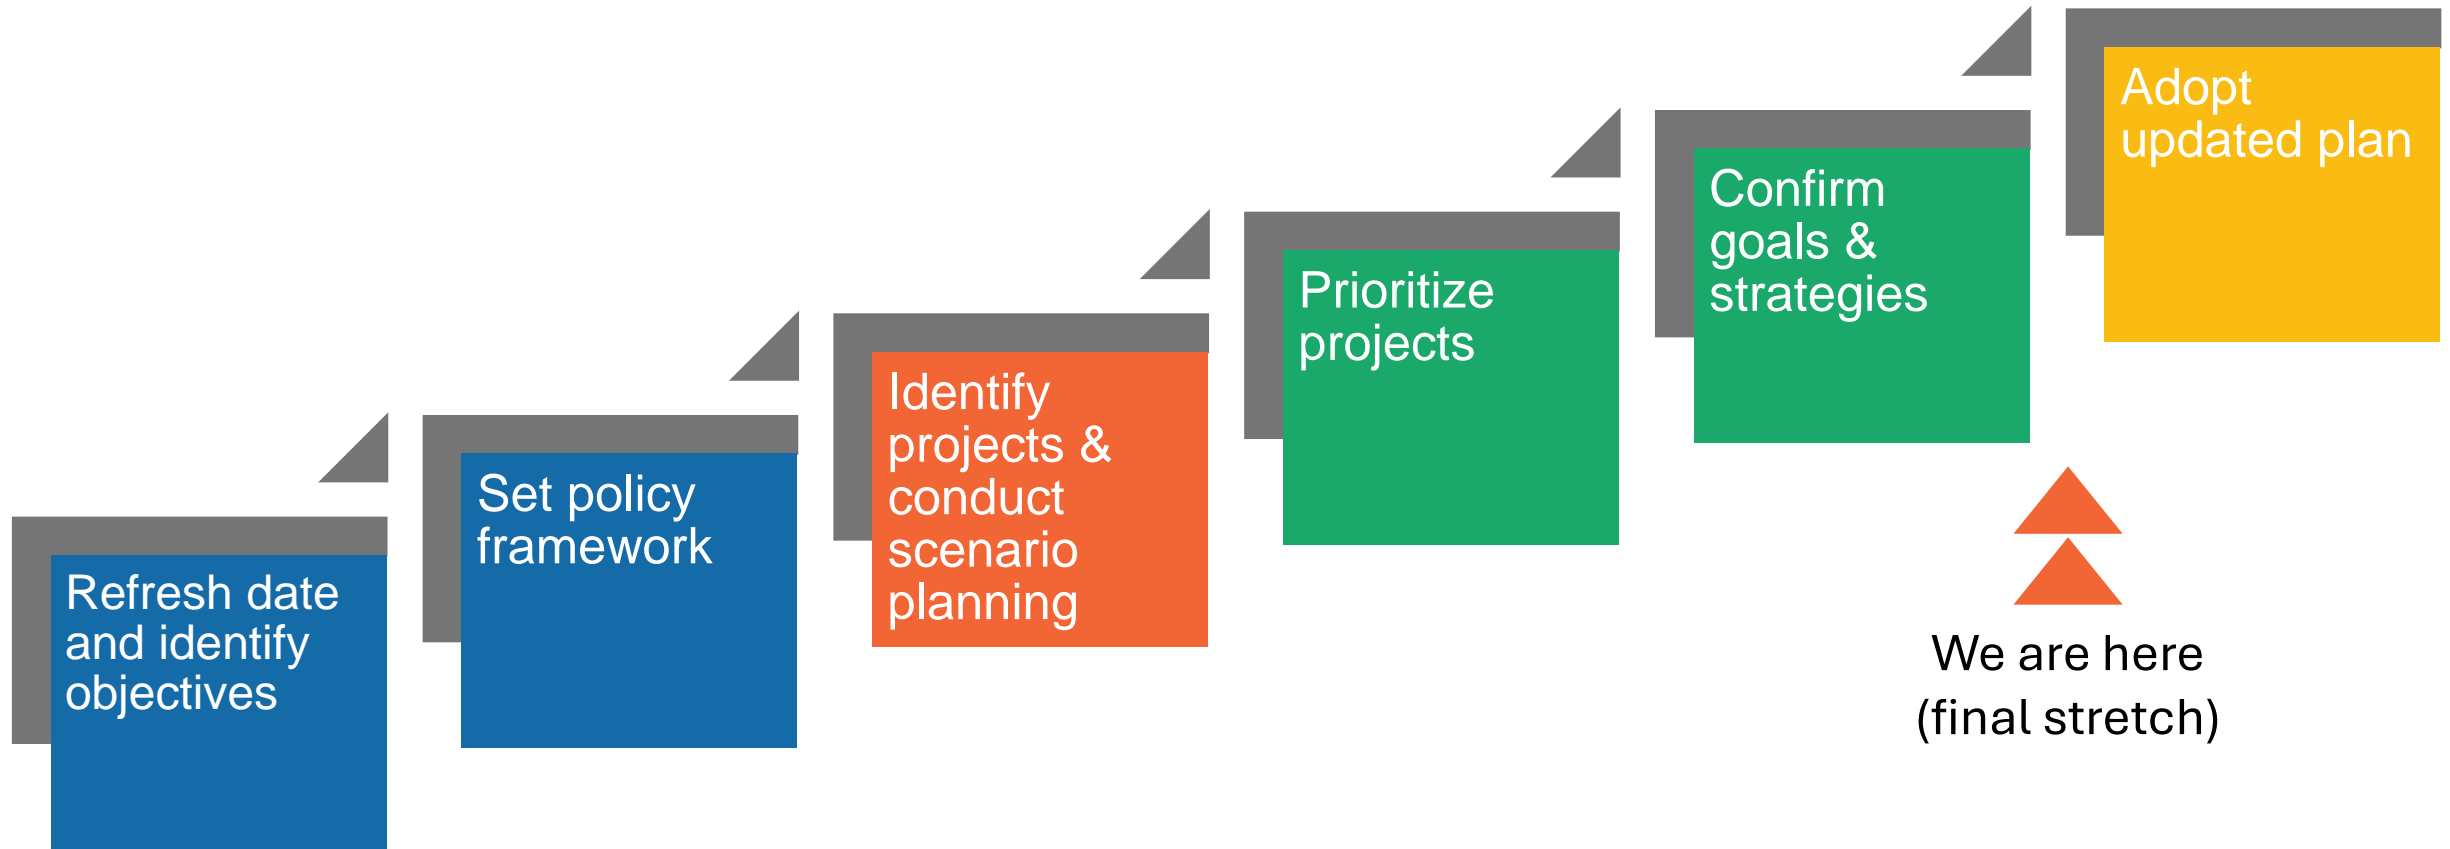 Refresh date
and identify
objectives
Set policy
framework
Identify
projects &
conduct
scenario
planning
Prioritize
projects
Confirm
goals &
strategies
Adopt
updated plan
We are here
(final stretch)